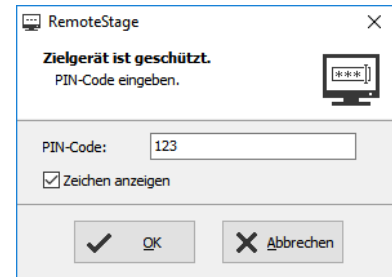 RemoteStage
Zielgerät ist geschützt.
PIN-Code eingeben.
***
PIN-Code: 123
Zeichen anzeigen
OK Abbrechen